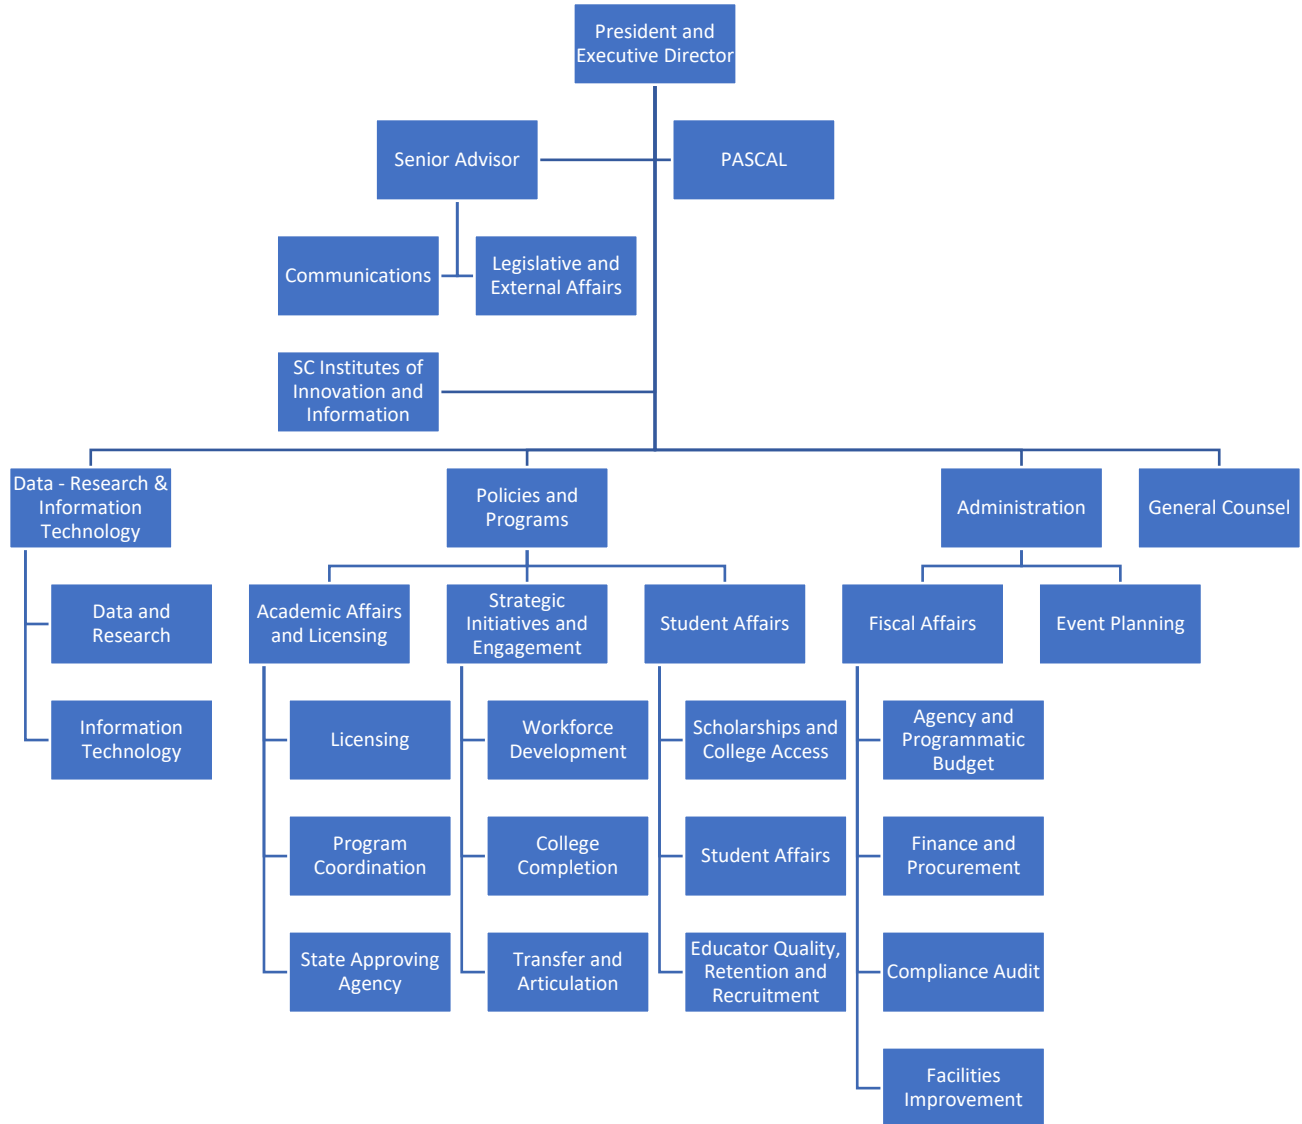 President and
Executive Director
Senior Advisor
PASCAL
Communications
Legislative and
External Affairs
SC Institutes of
Innovation and
Information
Data - Research &
Information
Technology
Policies and
Programs
Administration
General Counsel
Data and
Research
Academic Affairs
and Licensing
Strategic
Initiatives and
Engagement
Student Affairs
Fiscal Affairs
Event Planning
Information
Technology
Licensing
Workforce
Development
Scholarships and
College Access
Agency and
Programmatic
Budget
Program
Coordination
College
Completion
Student Affairs
Finance and
Procurement
State Approving
Agency
Transfer and
Articulation
Educator Quality,
Retention and
Recruitment
Compliance Audit
Facilities
Improvement